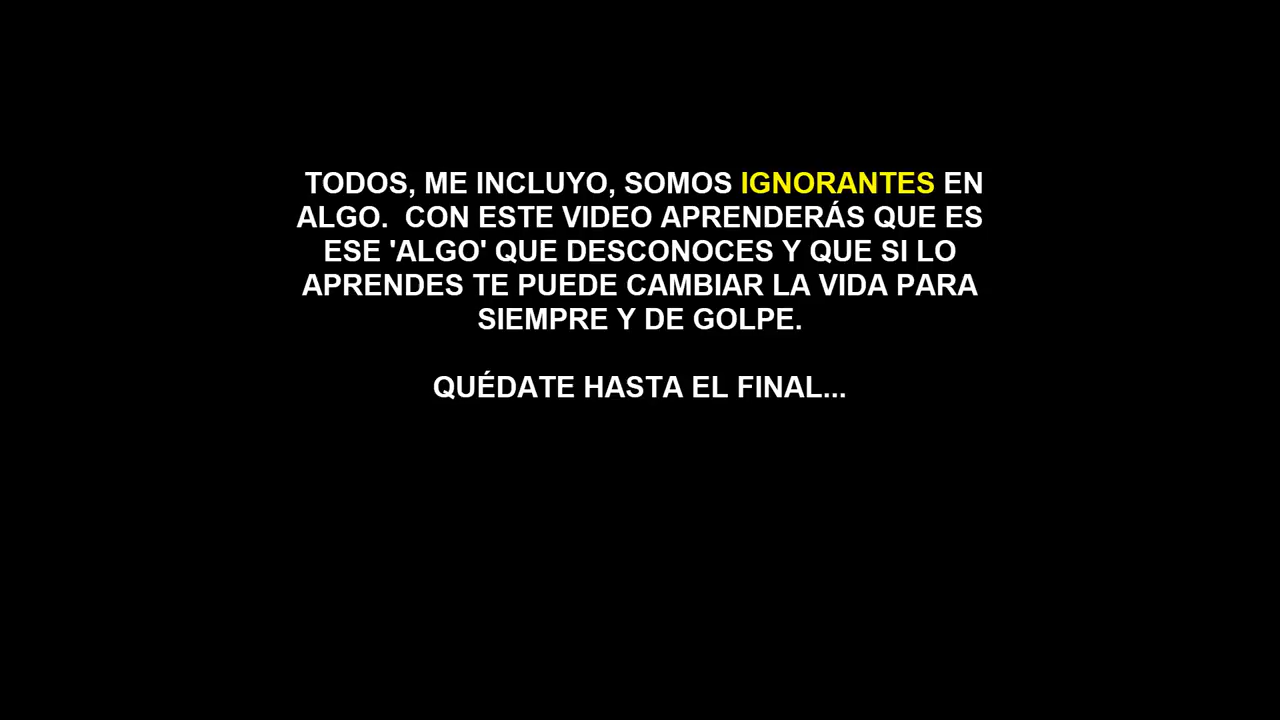 TODOS, ME INCLUYO, SOMOS IGNORANTES EN
ALGO.  CON ESTE VIDEO APRENDERÁS QUE ES
ESE 'ALGO' QUE DESCONOCES Y QUE SI LO
APRENDES TE PUEDE CAMBIAR LA VIDA PARA
SIEMPRE Y DE GOLPE.
QUÉDATE HASTA EL FINAL...